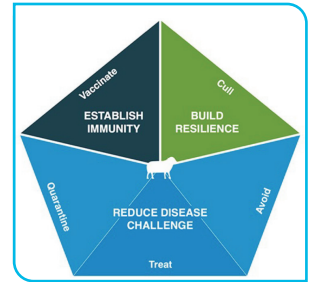 Vaccinate
Cull
ESTABLISH
IMMUNITY
BUILD
RESILIENCE
Quarantine
Avoid
REDUCE DISEASE
CHALLENGE
Treat